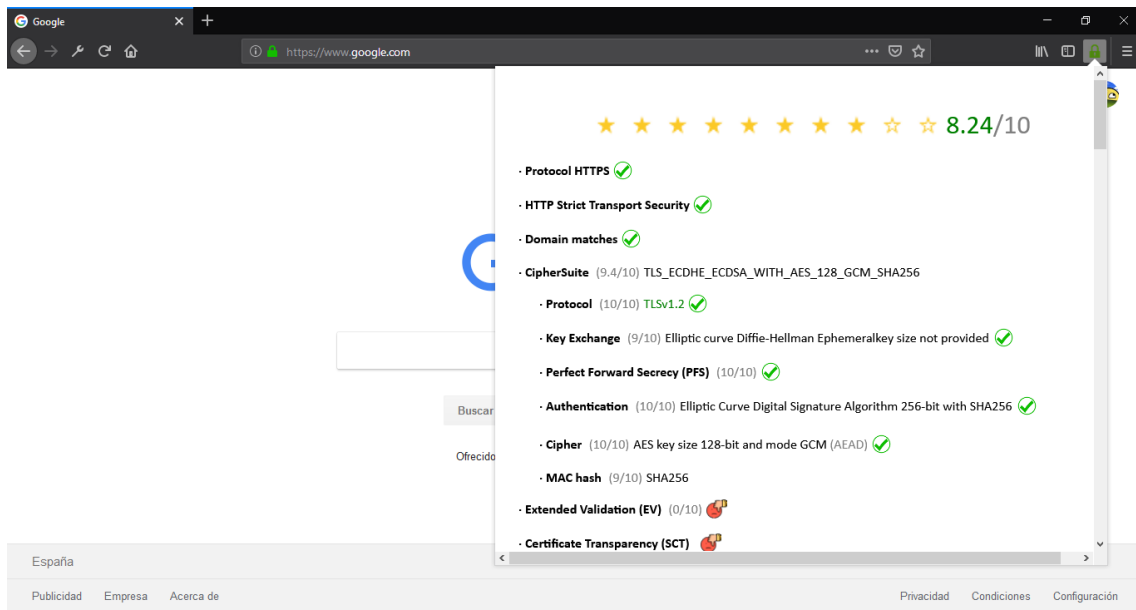 Google
https://www.google.com
8.24/10
· Protocol HTTPS
· HTTP Strict Transport Security
· Domain matches
· CipherSuite (9.4/10) TLS_ECDHE_ECDSA_WITH_AES_128_GCM_SHA256
· Protocol (10/10) TLSv1.2
· Key Exchange (9/10) Elliptic curve Diffie-Hellman Ephemeralkey size not provided
· Perfect Forward Secrecy (PFS) (10/10)
· Authentication (10/10) Elliptic Curve Digital Signature Algorithm 256-bit with SHA256
Buscar
· Cipher (10/10) AES key size 128-bit and mode GCM (AEAD)
Ofrecido
· MAC hash (9/10) SHA256
· Extended Validation (EV) (0/10)
· Certificate Transparency (SCT)
España
Publicidad Empresa Acerca de Privacidad Condiciones Configuración